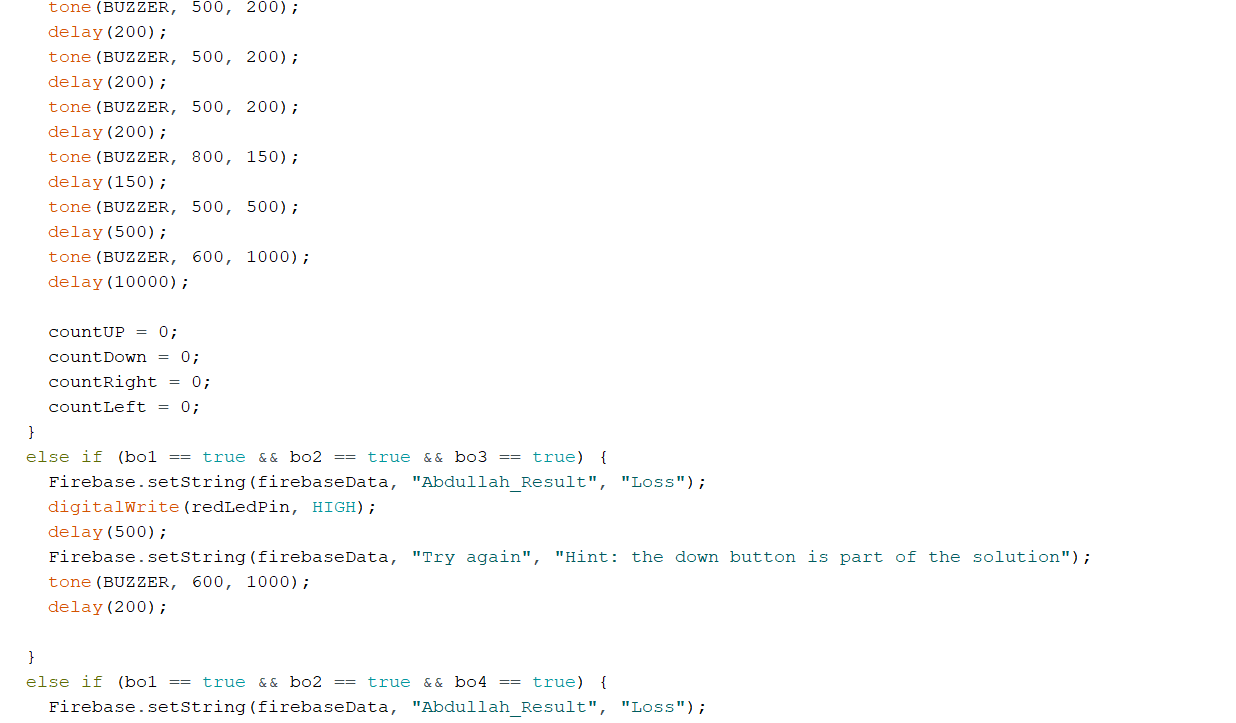 tone(BUZZER, 500, 200);
delay(200);
tone(BUZZER, 500, 200);
delay(200);
tone(BUZZER, 500, 200);
delay(200);
tone(BUZZER, 800, 150);
delay(150);
tone(BUZZER, 500, 500);
delay(500);
tone(BUZZER, 600, 1000);
delay(10000);
countUP = 0;
countDown = 0;
countRight = 0;
countLeft = 0;
}
else if (bo1 == true && bo2 == true && bo3 == true) {
Firebase.setString(firebaseData, "Abdullah_Result", "Loss");
digitalWrite(redLedPin, HIGH);
delay(500);
Firebase.setString(firebaseData, "Try again", "Hint: the down button is part of the solution");
tone(BUZZER, 600, 1000);
delay(200);
}
else if (bo1 == true && bo2 == true && bo4 == true) {
Firebase.setString(firebaseData, "Abdullah_Result", "Loss");